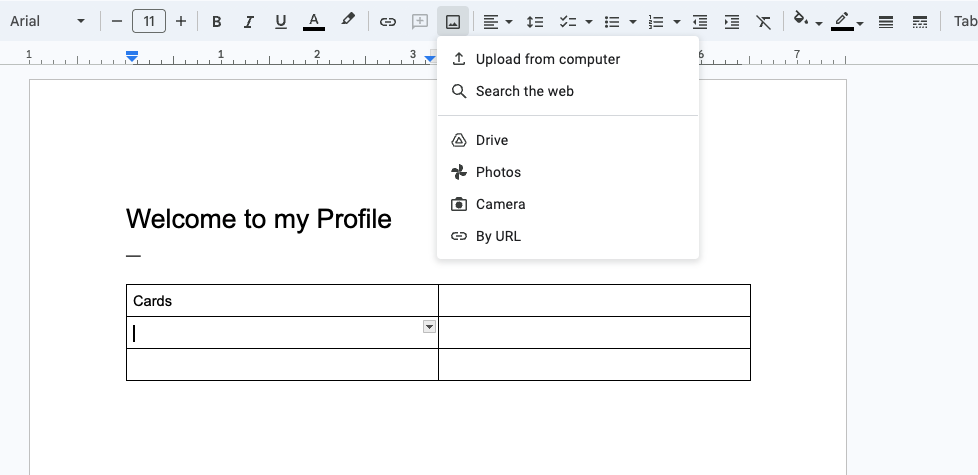 Arial − 11 + B I U A Tab
1 1 2 3 6 7
Upload from computer
Search the web
Drive
Photos
Camera
By URL
Welcome to my Profile
—
Cards